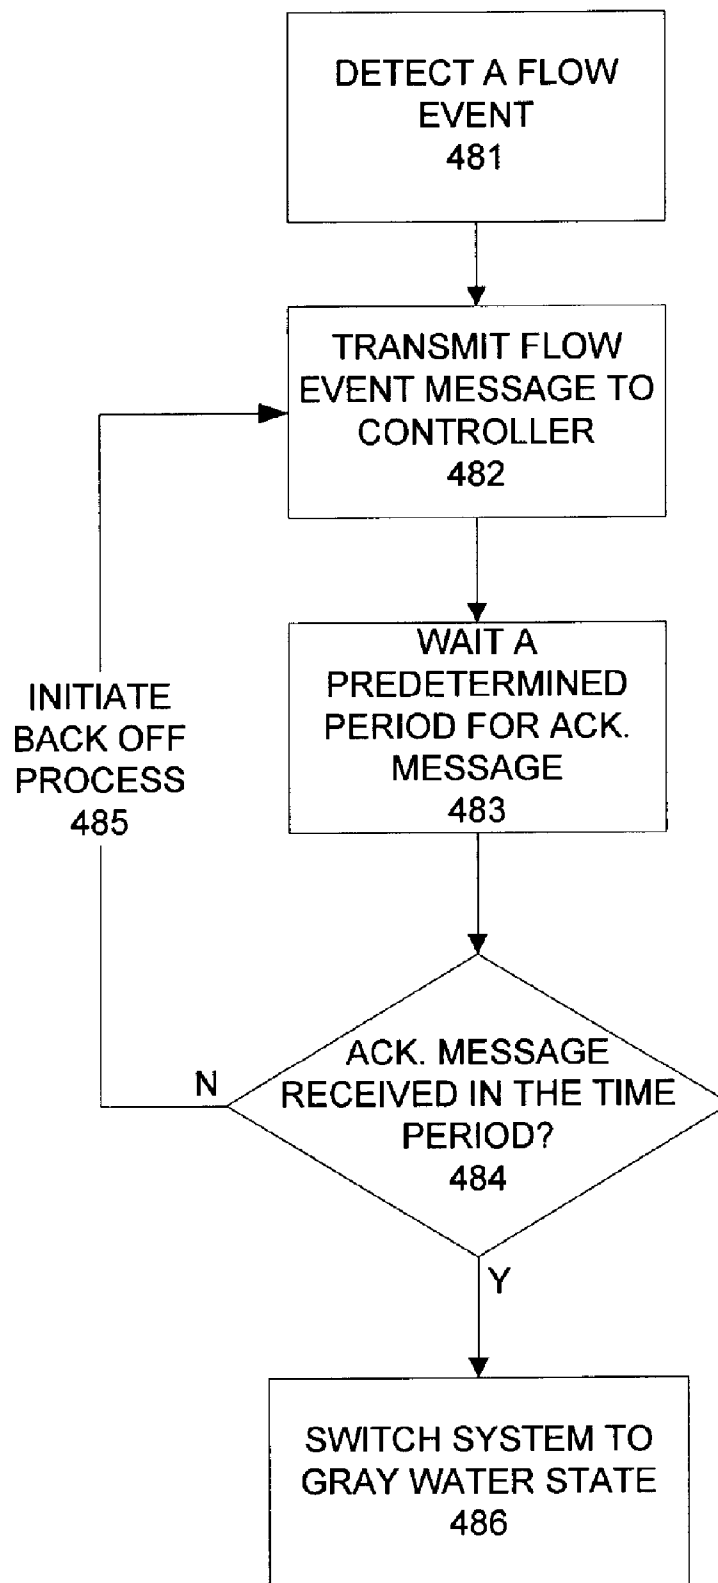 DETECT A FLOW
EVENT
481
TRANSMIT FLOW
EVENT MESSAGE TO
CONTROLLER
482
WAIT A
PREDETERMINED
PERIOD FOR ACK.
MESSAGE
483
INITIATE
BACK OFF
PROCESS
485
N
ACK. MESSAGE
RECEIVED IN THE TIME
PERIOD?
484
Y
SWITCH SYSTEM TO
GRAY WATER STATE
486